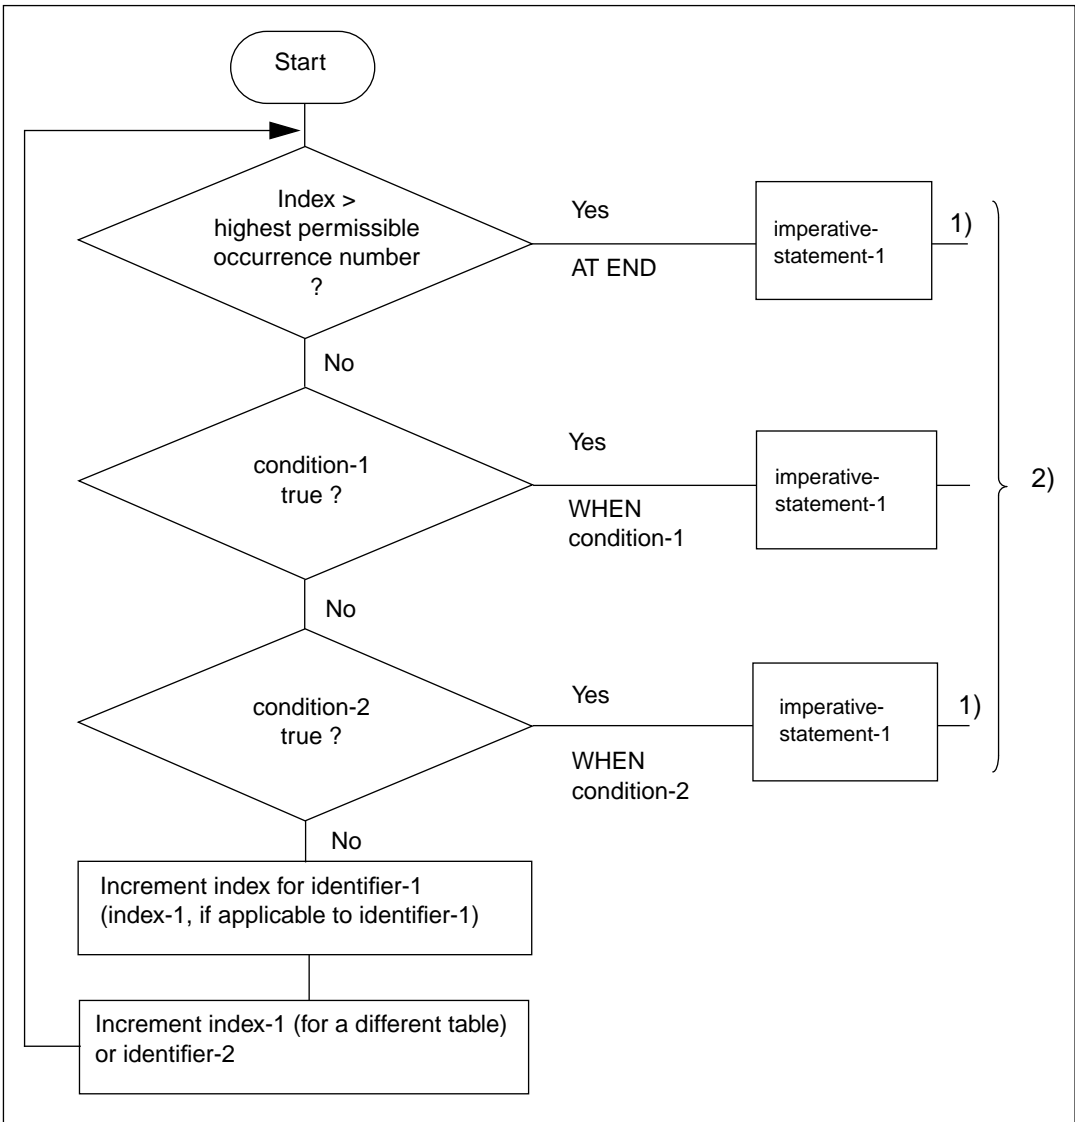 Start
Index >
highest permissible
occurrence number
?
Yes
AT END
imperative-
statement-1
1)
No
condition-1
true ?
Yes
WHEN
condition-1
imperative-
statement-1
2)
No
condition-2
true ?
Yes
WHEN
condition-2
imperative-
statement-1
1)
No
Increment index for identifier-1
(index-1, if applicable to identifier-1)
Increment index-1 (for a different table)
or identifier-2